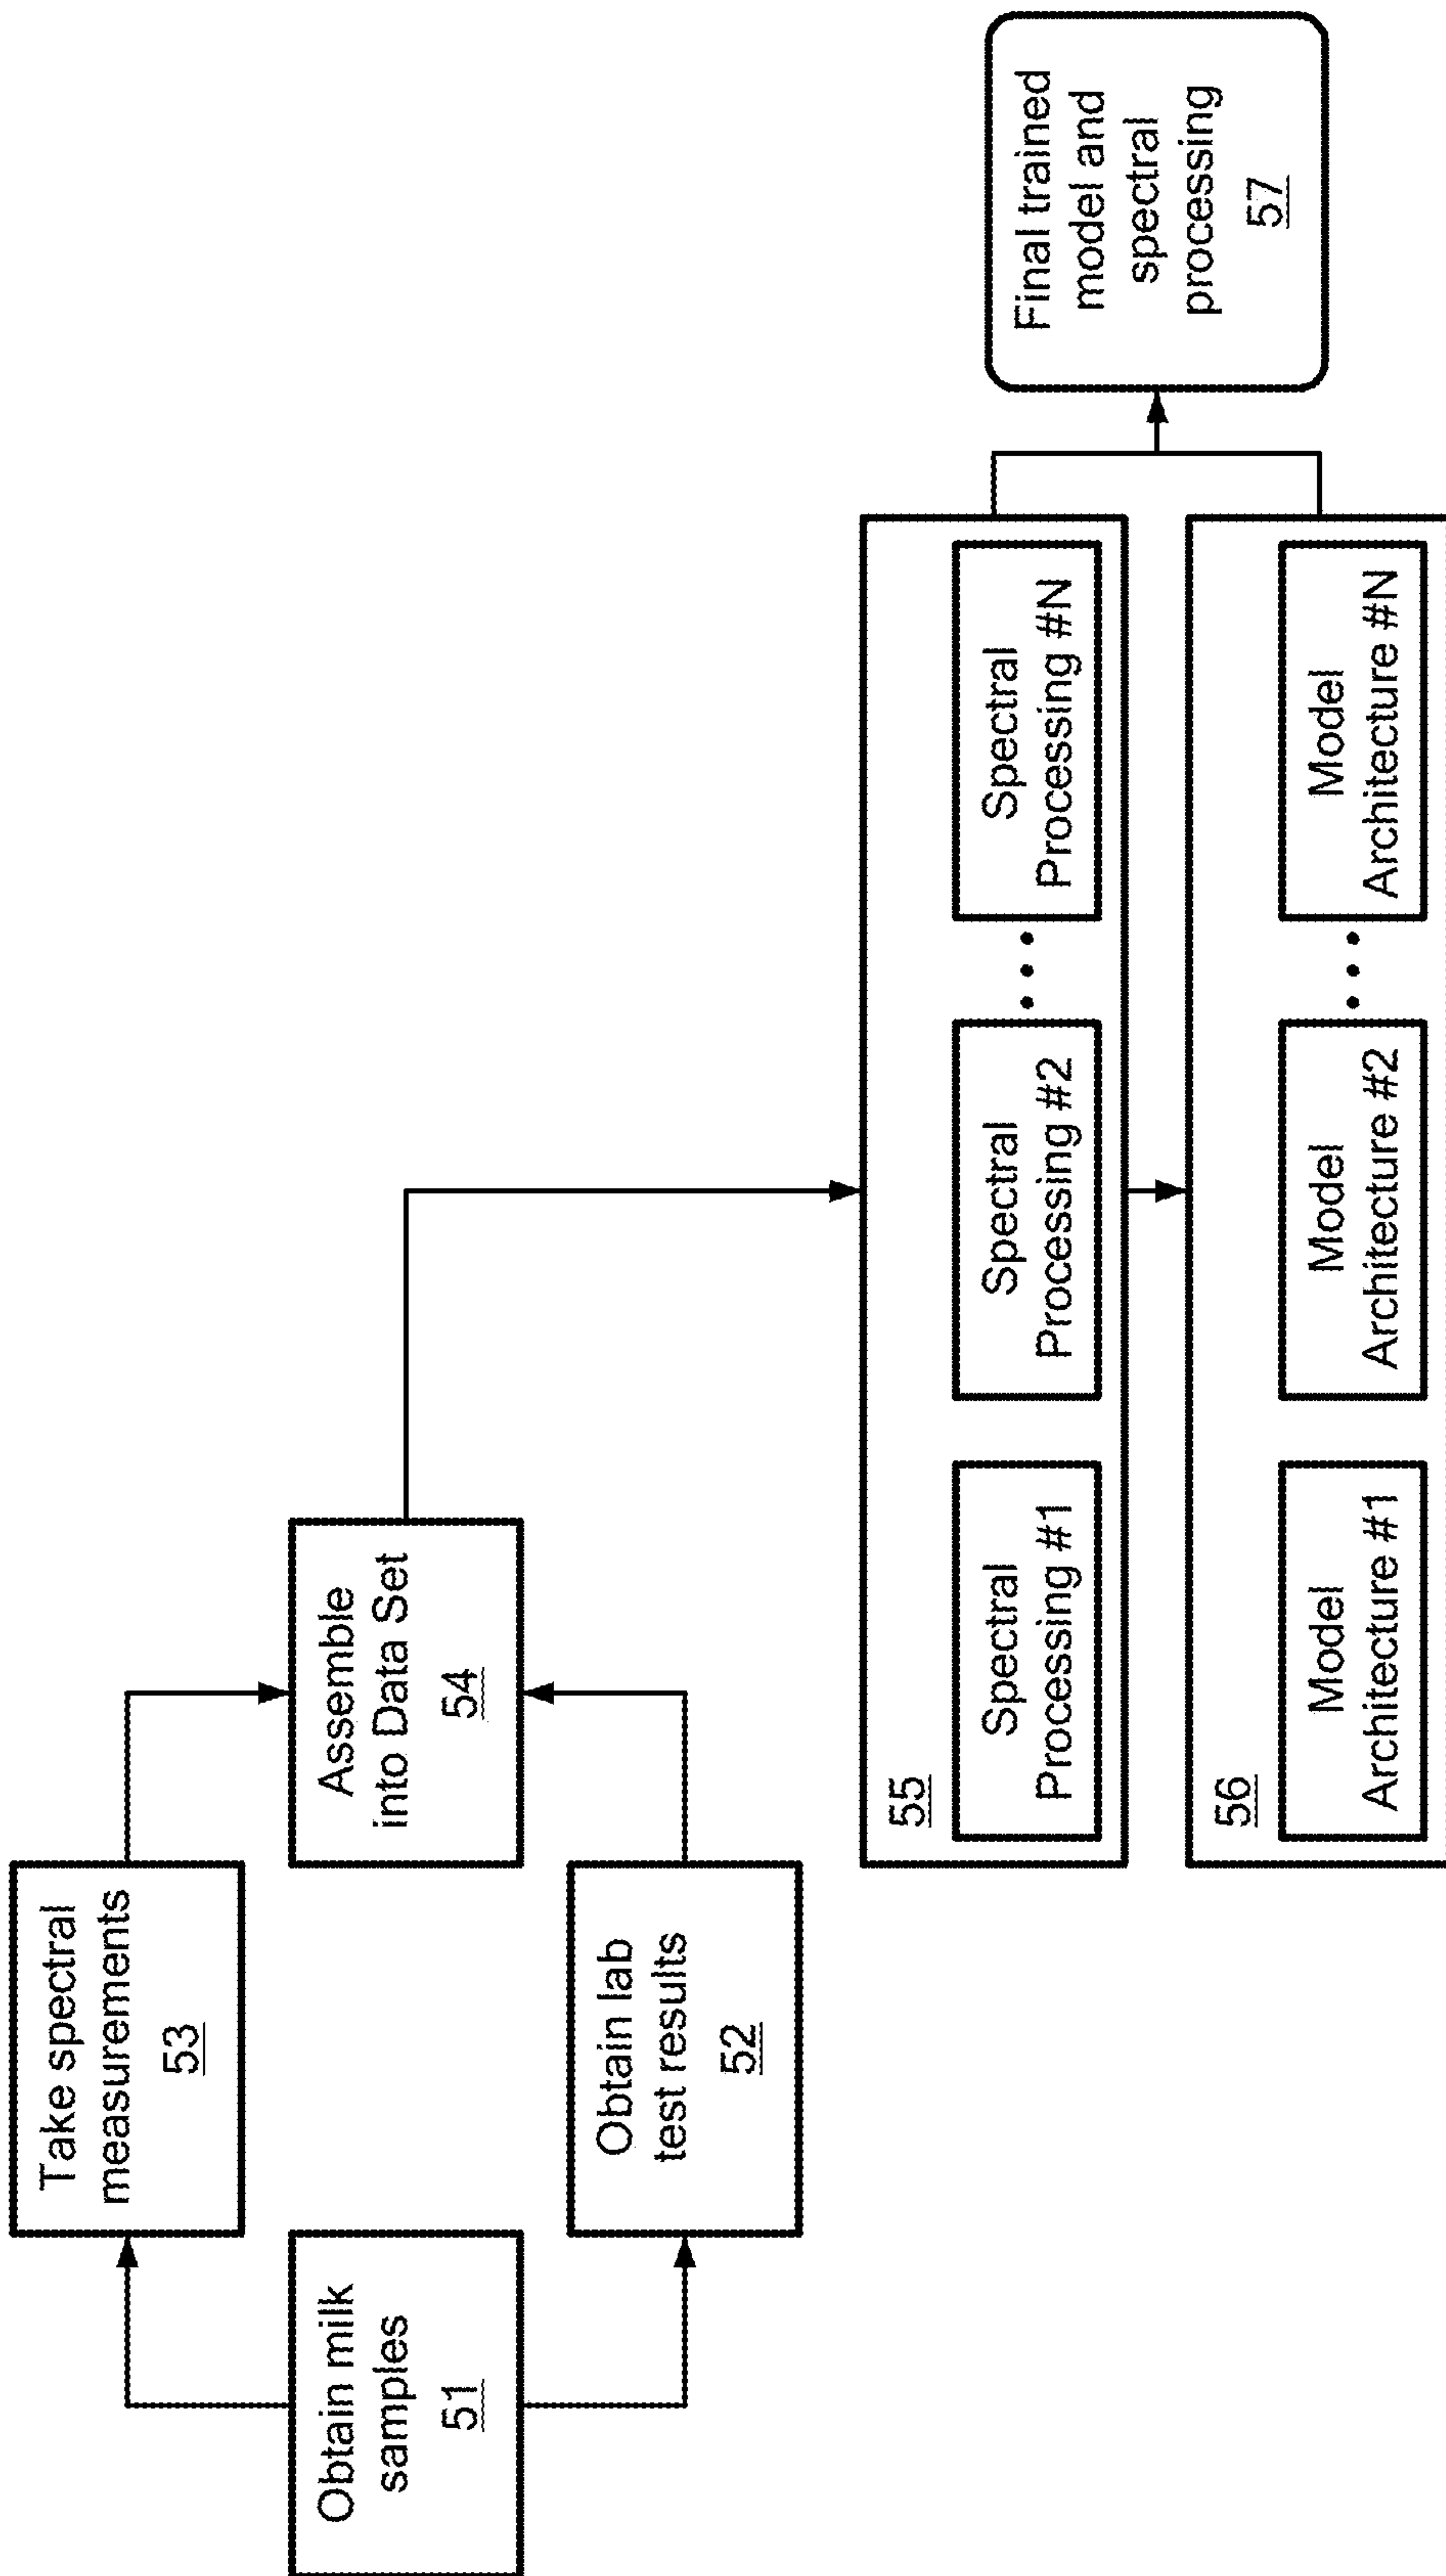 Obtain milk
samples
51
Take spectral
measurements
53
Obtain lab
test results
52
Assemble
into Data Set
54
55
Spectral
Processing #1
Spectral
Processing #2
• • •
Spectral
Processing #N
56
Model
Architecture #1
Model
Architecture #2
• • •
Model
Architecture #N
Final trained
model and
spectral
processing
57